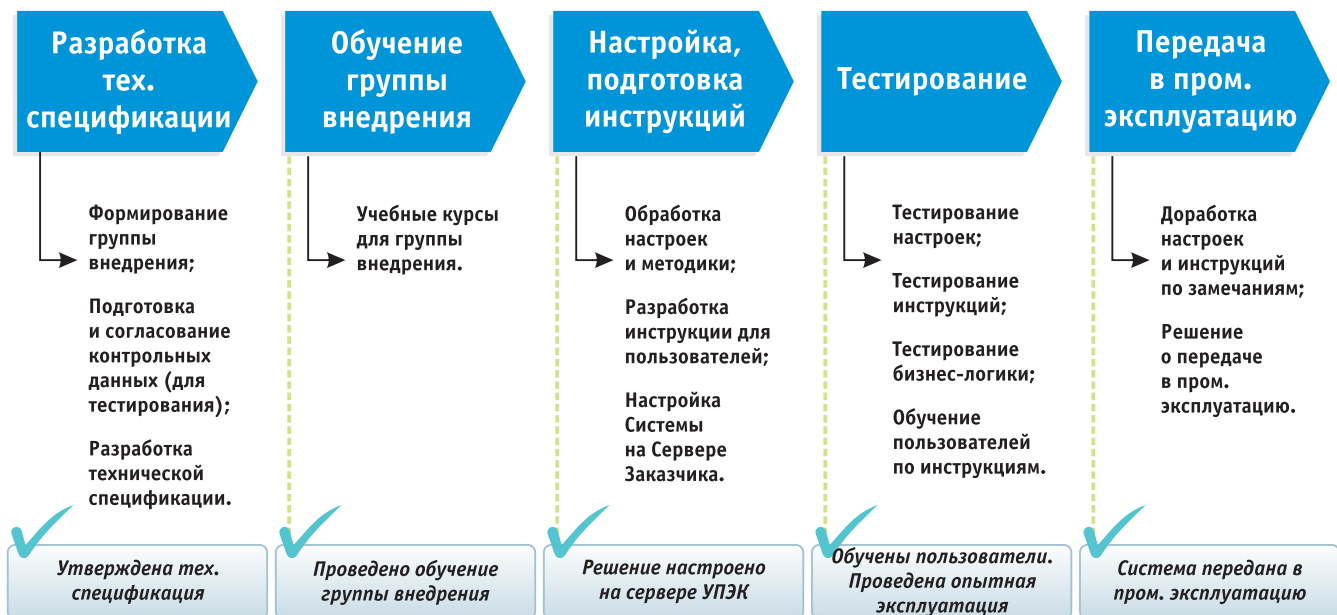 Разработка
тех.
спецификации
Обучение
группы
внедрения
Настройка,
подготовка
инструкций
Тестирование
Передача
в пром.
эксплуатацию
Формирование
группы
внедрения;
Подготовка
и согласование
контрольных
данных (для
тестирования);
Разработка
технической
спецификации.
Учебные курсы
для группы
внедрения.
Обработка
настроек
и методики;
Разработка
инструкции для
пользователей;
Настройка
Системы
на Сервере
Заказчика.
Тестирование
настроек;
Тестирование
инструкций;
Тестирование
бизнес-логики;
Обучение
пользователей
по инструкциям.
Доработка
настроек
и инструкций
по замечаниям;
Решение
о передаче
в пром.
эксплуатацию.
Утверждена тех.
спецификация
Проведено обучение
группы внедрения
Решение настроено
на сервере УПЭК
Обучены пользователи.
Проведена опытная
эксплуатация
Система передана в
пром. эксплуатацию